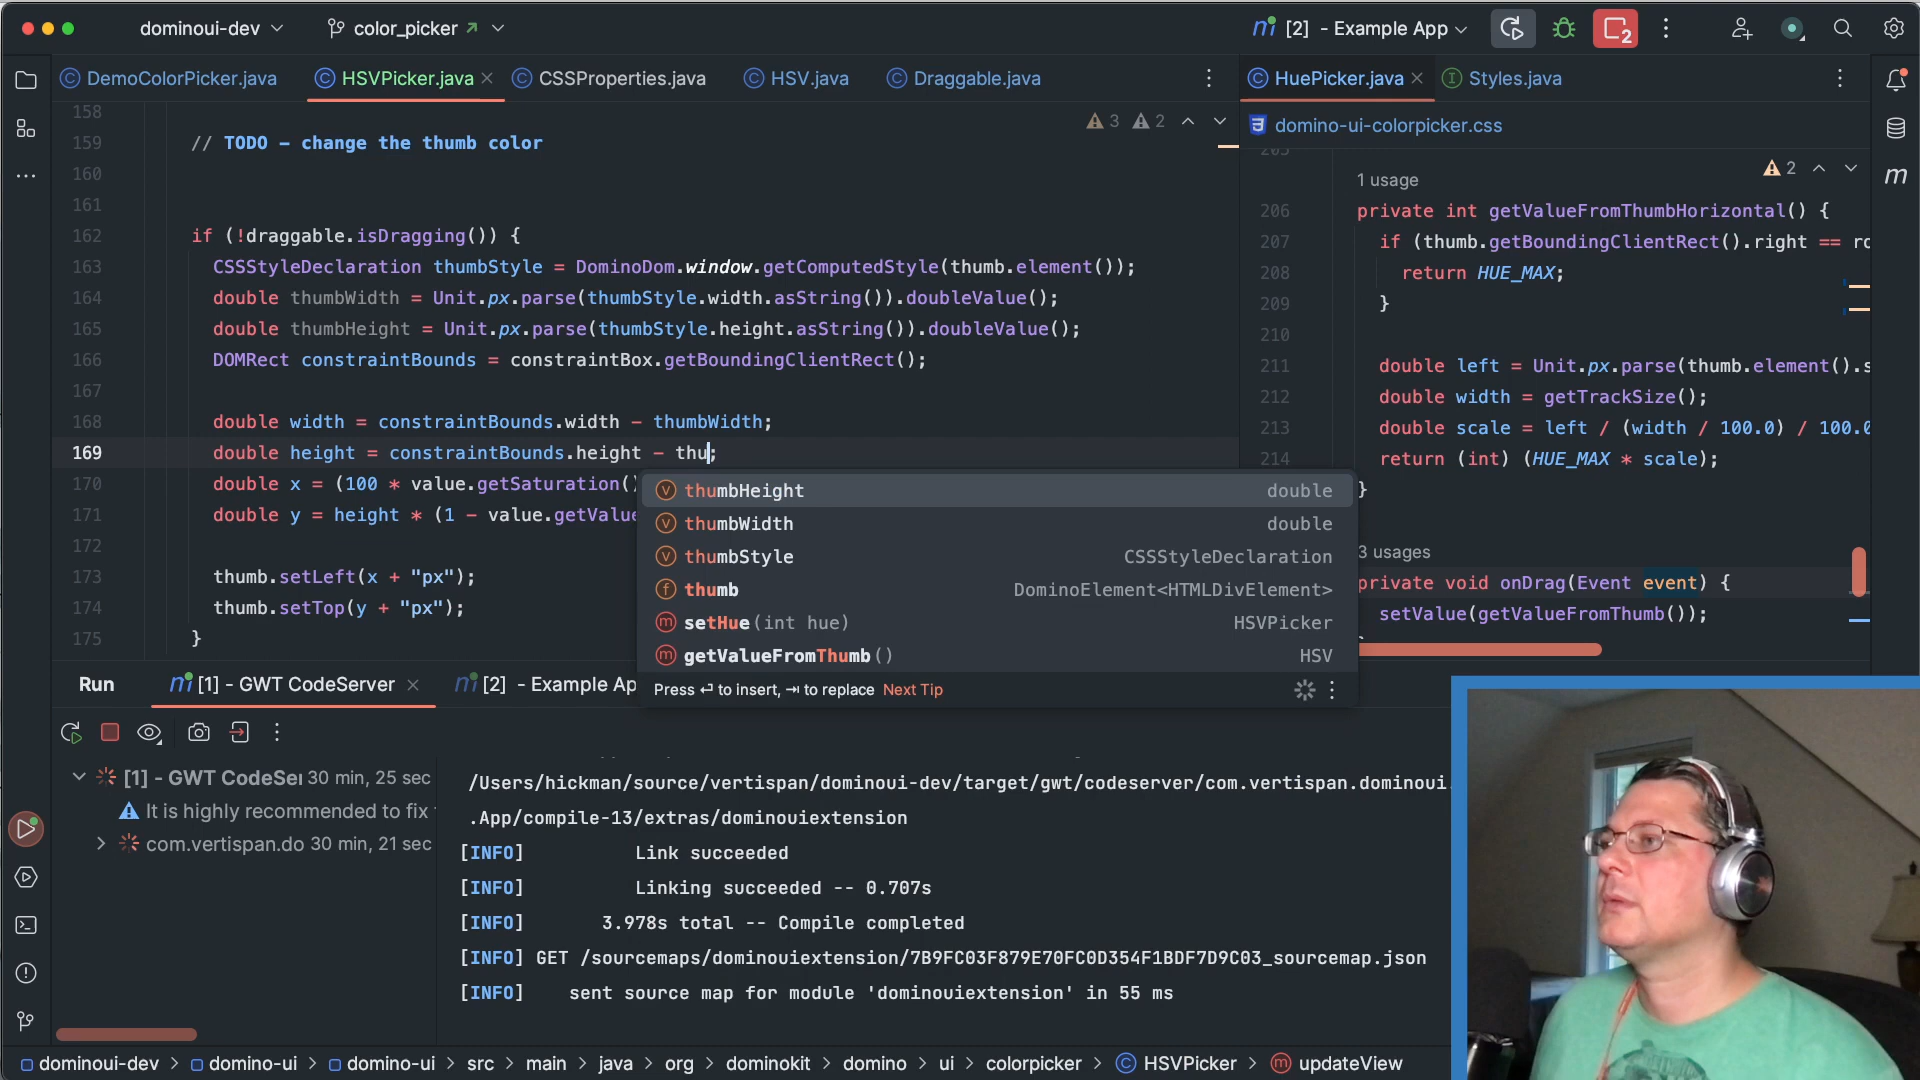 dominoui-dev
color_picker
[2] - Example App
2
DemoColorPicker.java
HSVPicker.java
CSSProperties.java
HSV.java
Draggable.java
HuePicker.java
Styles.java
domino-ui-colorpicker.css
3 2
158
159 // TODO – change the thumb color
160
161
162 if (!draggable.isDragging()) {
163 CSSStyleDeclaration thumbStyle = DominoDom.window.getComputedStyle(thumb.element());
164 double thumbWidth = Unit.px.parse(thumbStyle.width.asString()).doubleValue();
165 double thumbHeight = Unit.px.parse(thumbStyle.height.asString()).doubleValue();
166 DOMRect constraintBounds = constraintBox.getBoundingClientRect();
167
168 double width = constraintBounds.width - thumbWidth;
169 double height = constraintBounds.height - thu;
170 double x = (100 * value.getSaturation()
171 double y = height * (1 - value.getValue
172
173 thumb.setLeft(x + "px");
174 thumb.setTop(y + "px");
175 }
thumbHeight double
thumbWidth double
thumbStyle CSSStyleDeclaration
thumb DominoElement<HTMLDivElement>
setHue(int hue) HSVPicker
getValueFromThumb() HSV
Press ⏎ to insert, ⇥ to replace Next Tip
2
205
1 usage
206 private int getValueFromThumbHorizontal() {
207 if (thumb.getBoundingClientRect().right == ro
208 return HUE_MAX;
209 }
210
211 double left = Unit.px.parse(thumb.element().s
212 double width = getTrackSize();
213 double scale = left / (width / 100.0) / 100.0
214 return (int) (HUE_MAX * scale);
}
3 usages
private void onDrag(Event event) {
setValue(getValueFromThumb());
Run
[1] - GWT CodeServer
[2] - Example Ap
[1] - GWT CodeSer 30 min, 25 sec
It is highly recommended to fix
com.vertispan.do 30 min, 21 sec
/Users/hickman/source/vertispan/dominoui-dev/target/gwt/codeserver/com.vertispan.dominoui.
.App/compile-13/extras/dominouiextension
[INFO] Link succeeded
[INFO] Linking succeeded -- 0.707s
[INFO] 3.978s total -- Compile completed
[INFO] GET /sourcemaps/dominouiextension/7B9FC03F879E70FC0D354F1BDF7D9C03_sourcemap.json
[INFO] sent source map for module 'dominouiextension' in 55 ms
dominoui-dev > domino-ui > domino-ui > src > main > java > org > dominokit > domino > ui > colorpicker > HSVPicker > updateView